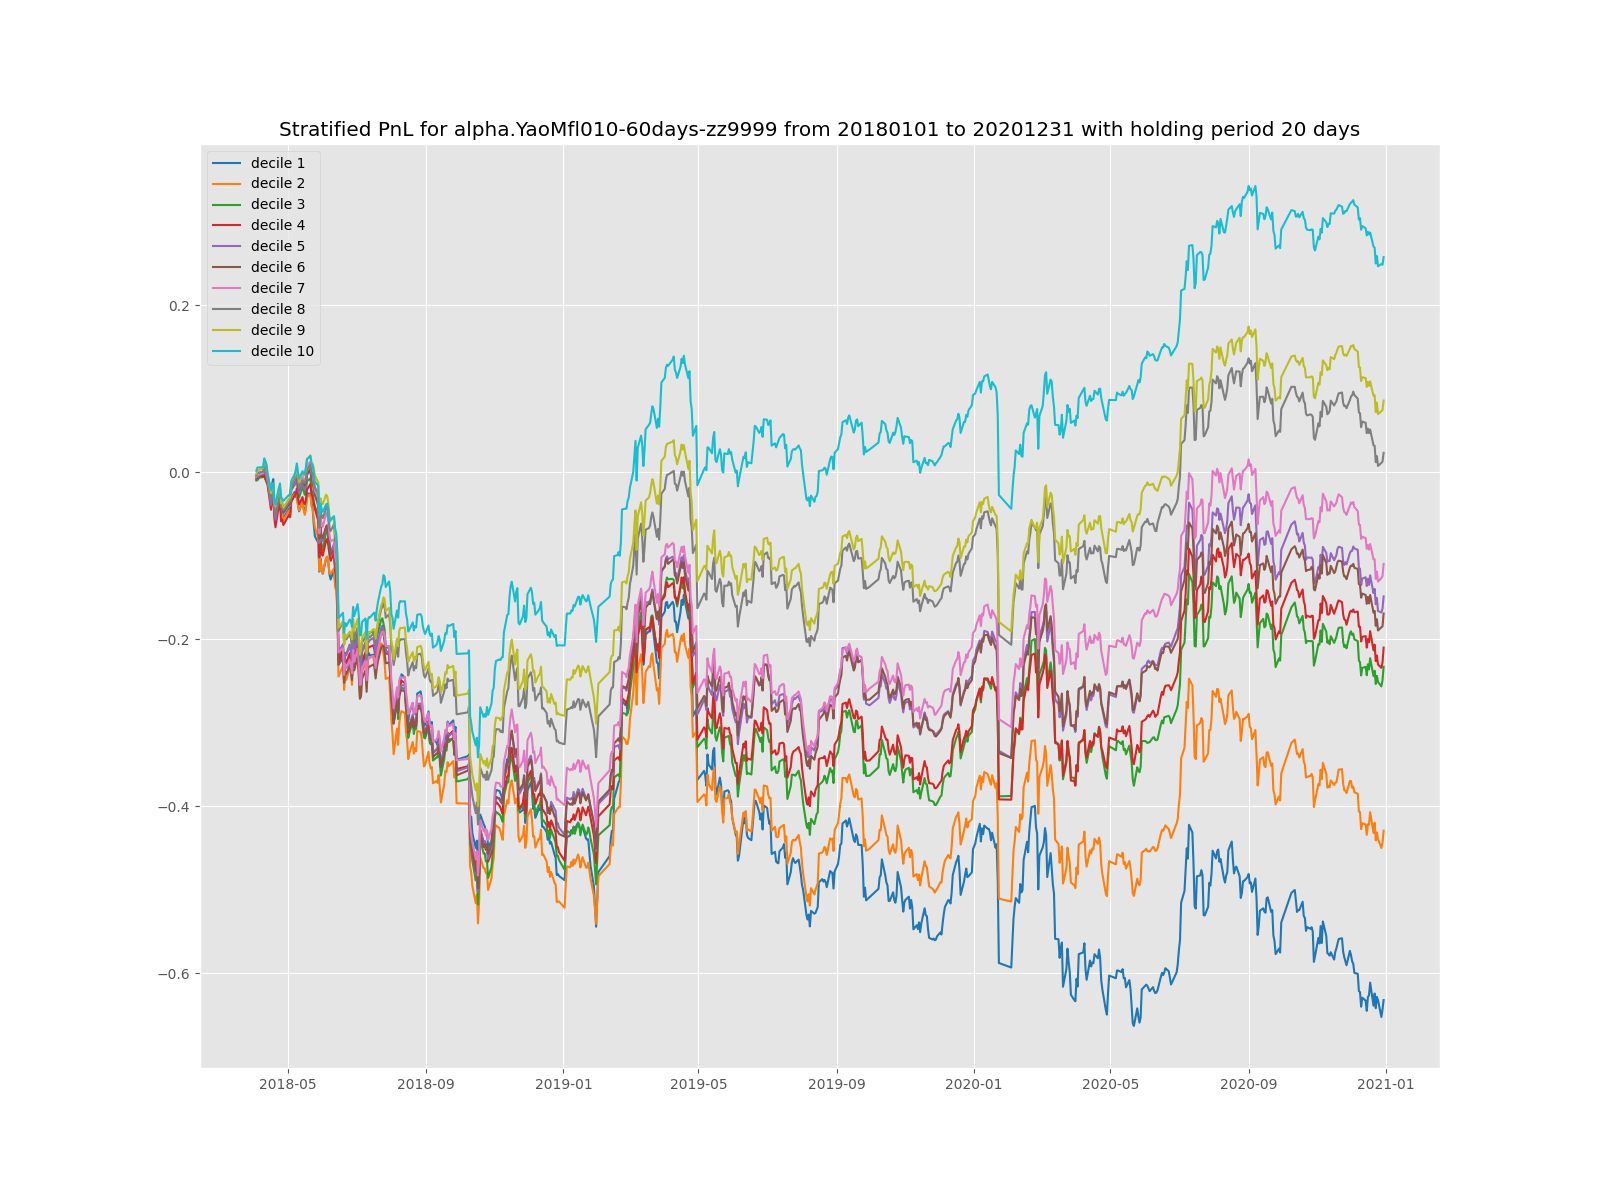 Stratified PnL for alpha.YaoMfl010-60days-zz9999 from 20180101 to 20201231 with holding period 20 days
decile 1
decile 2
decile 3
decile 4
decile 5
decile 6
decile 7
decile 8
decile 9
decile 10
0.2
0.0
−0.2
−0.4
−0.6
2018-05 2018-09 2019-01 2019-05 2019-09 2020-01 2020-05 2020-09 2021-01